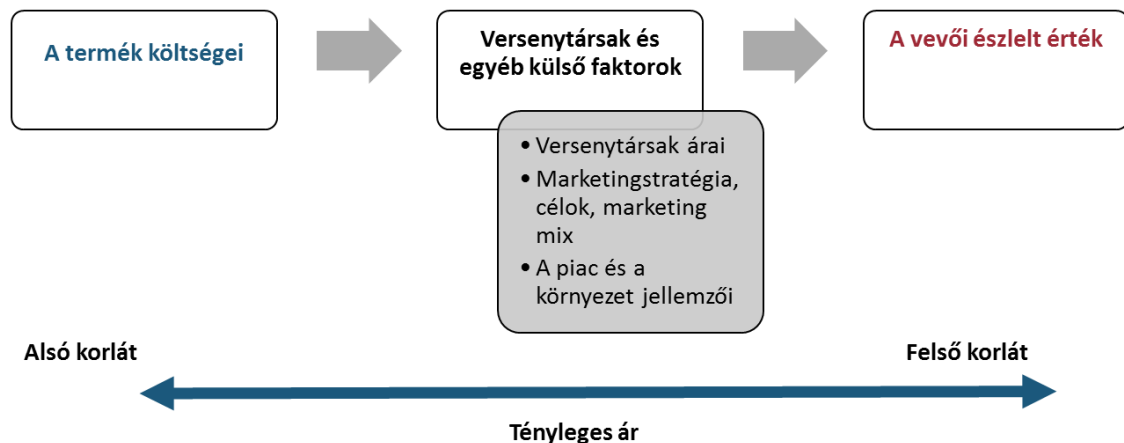 A termék költségei
Versenytársak és
egyéb külső faktorok
A vevői észlelt érték
• Versenytársak árai
• Marketingstratégia,
célok, marketing
mix
• A piac és a
környezet jellemzői
Alsó korlát
Felső korlát
Tényleges ár